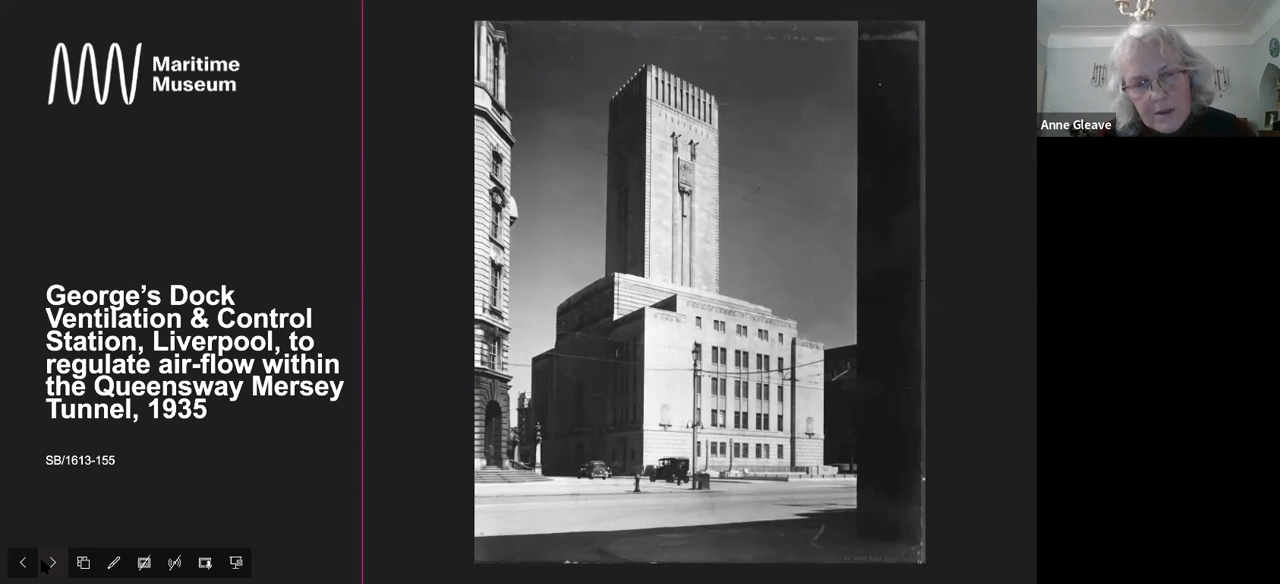 Maritime
Museum
George’s Dock
Ventilation & Control
Station, Liverpool, to
regulate air-flow within
the Queensway Mersey
Tunnel, 1935
SB/1613-155
Anne Gleave